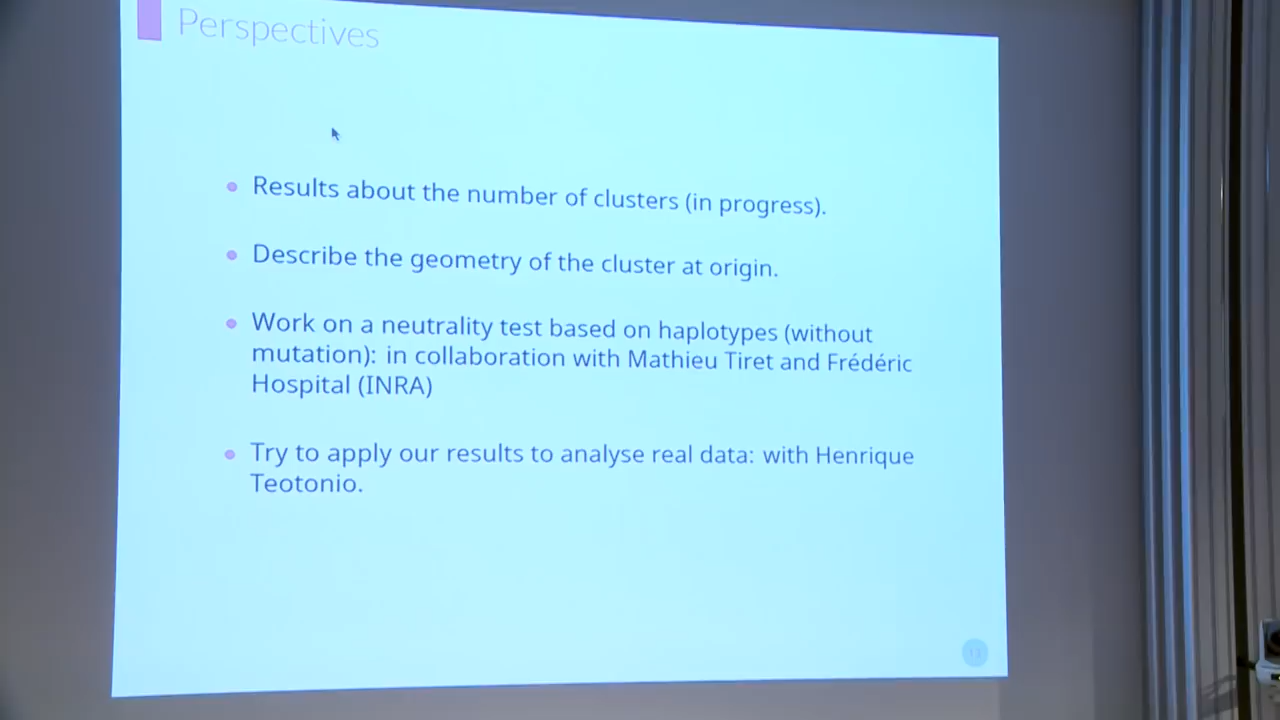 Perspectives
Results about the number of clusters (in progress).
Describe the geometry of the cluster at origin.
Work on a neutrality test based on haplotypes (without
mutation): in collaboration with Mathieu Tiret and Frédéric
Hospital (INRA)
Try to apply our results to analyse real data: with Henrique
Teotonio.